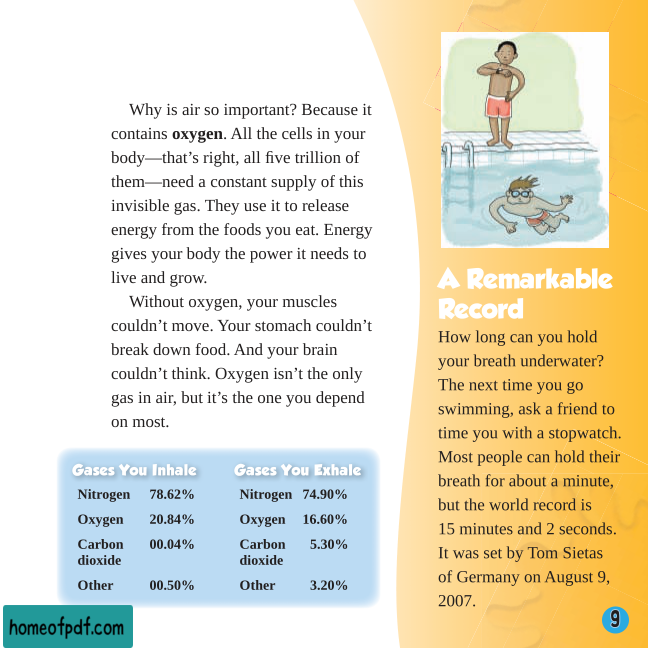 Why is air so important? Because it
contains oxygen. All the cells in your
body—that’s right, all five trillion of
them—need a constant supply of this
invisible gas. They use it to release
energy from the foods you eat. Energy
gives your body the power it needs to
live and grow.
Without oxygen, your muscles
couldn’t move. Your stomach couldn’t
break down food. And your brain
couldn’t think. Oxygen isn’t the only
gas in air, but it’s the one you depend
on most.
Gases You Inhale
Nitrogen 78.62%
Oxygen 20.84%
Carbon 00.04%
dioxide
Other 00.50%
Gases You Exhale
Nitrogen 74.90%
Oxygen 16.60%
Carbon 5.30%
dioxide
Other 3.20%
A Remarkable
Record
How long can you hold
your breath underwater?
The next time you go
swimming, ask a friend to
time you with a stopwatch.
Most people can hold their
breath for about a minute,
but the world record is
15 minutes and 2 seconds.
It was set by Tom Sietas
of Germany on August 9,
2007.
9
homeofpdf.com